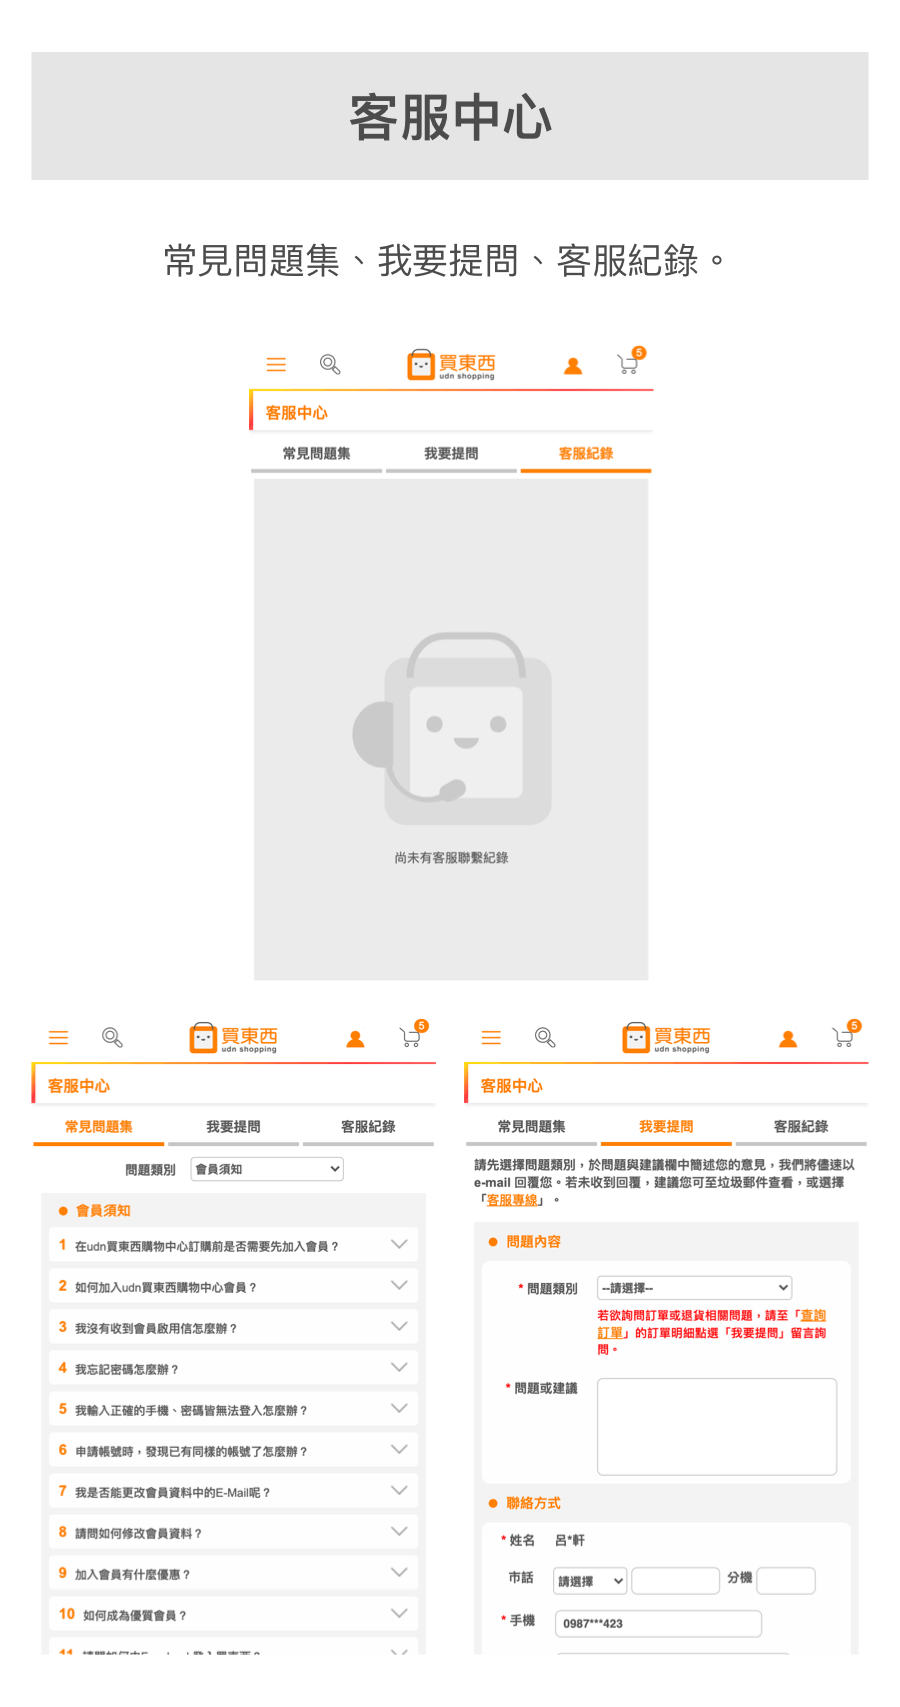 客服中心
常見問題集、我要提問、客服紀錄。
買東西
udn shopping
5
客服中心
常見問題集 我要提問 客服紀錄
尚未有客服聯繫紀錄
買東西
udn shopping
5
客服中心
常見問題集 我要提問 客服紀錄
問題類別 會員須知
會員須知
1 在udn買東西購物中心訂購前是否需要先加入會員？
2 如何加入udn買東西購物中心會員？
3 我沒有收到會員啟用信怎麼辦？
4 我忘記密碼怎麼辦？
5 我輸入正確的手機、密碼皆無法登入怎麼辦？
6 申請帳號時，發現已有同樣的帳號了怎麼辦？
7 我是否能更改會員資料中的E-Mail呢？
8 請問如何修改會員資料？
9 加入會員有什麼優惠？
10 如何成為優質會員？
買東西
udn shopping
5
客服中心
常見問題集 我要提問 客服紀錄
請先選擇問題類別，於問題與建議欄中簡述您的意見，我們將儘速以
e-mail 回覆您。若未收到回覆，建議您可至垃圾郵件查看，或選擇
「客服專線」。
問題內容
* 問題類別 --請選擇--
若欲詢問訂單或退貨相關問題，請至「查詢
訂單」的訂單明細點選「我要提問」留言詢
問。
* 問題或建議
聯絡方式
* 姓名 呂*軒
市話 請選擇 分機
* 手機 0987***423